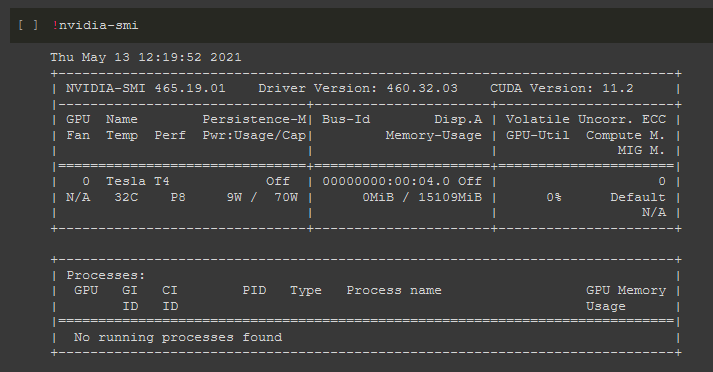 [ ] !nvidia-smi
Thu May 13 12:19:52 2021
+-----------------------------------------------------------------------------+
| NVIDIA-SMI 465.19.01    Driver Version: 460.32.03    CUDA Version: 11.2     |
|-------------------------------+----------------------+----------------------+
| GPU  Name        Persistence-M| Bus-Id        Disp.A | Volatile Uncorr. ECC |
| Fan  Temp  Perf  Pwr:Usage/Cap|         Memory-Usage | GPU-Util  Compute M. |
|                               |                      |               MIG M. |
|===============================+======================+======================|
|   0  Tesla T4            Off  | 00000000:00:04.0 Off |                    0 |
| N/A   32C    P8     9W /  70W |      0MiB / 15109MiB |      0%      Default |
|                               |                      |                  N/A |
+-------------------------------+----------------------+----------------------+
+-----------------------------------------------------------------------------+
| Processes:                                                                  |
|  GPU   GI   CI        PID   Type   Process name                  GPU Memory |
|        ID   ID                                                   Usage      |
|=============================================================================|
|  No running processes found                                                 |
+-----------------------------------------------------------------------------+